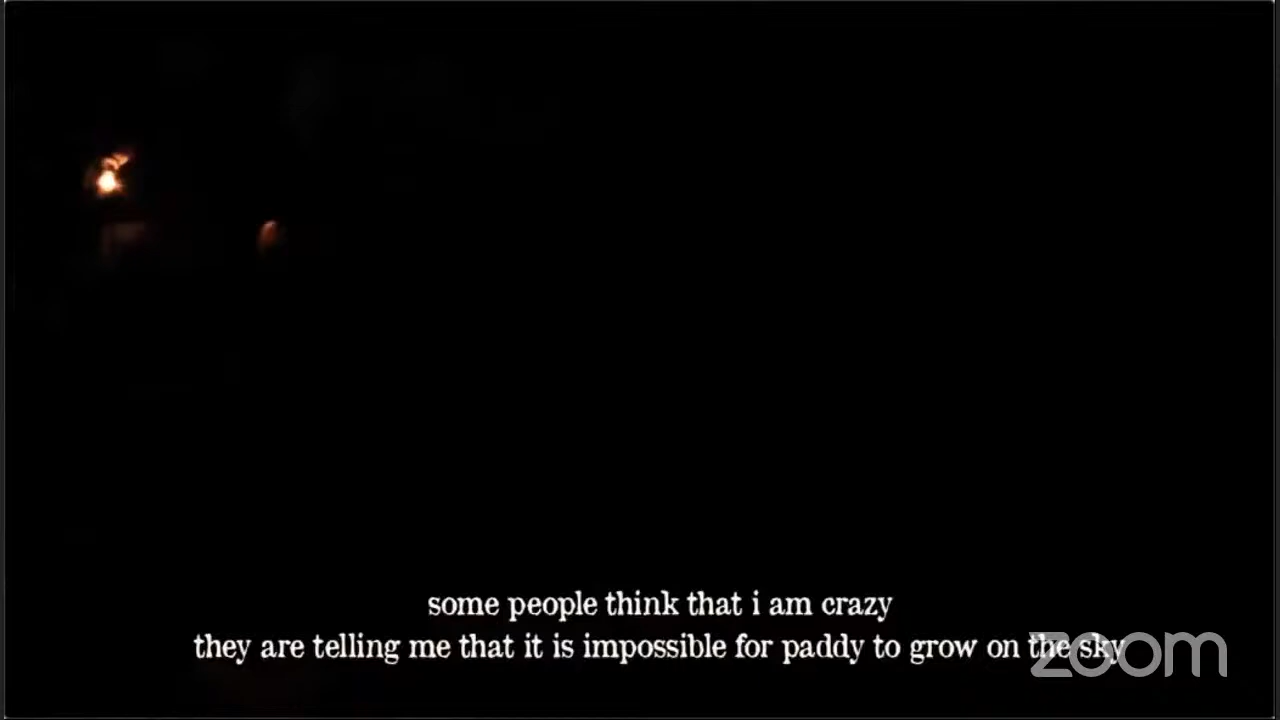 some people think that i am crazy
they are telling me that it is impossible for paddy to grow on the sky
zoom